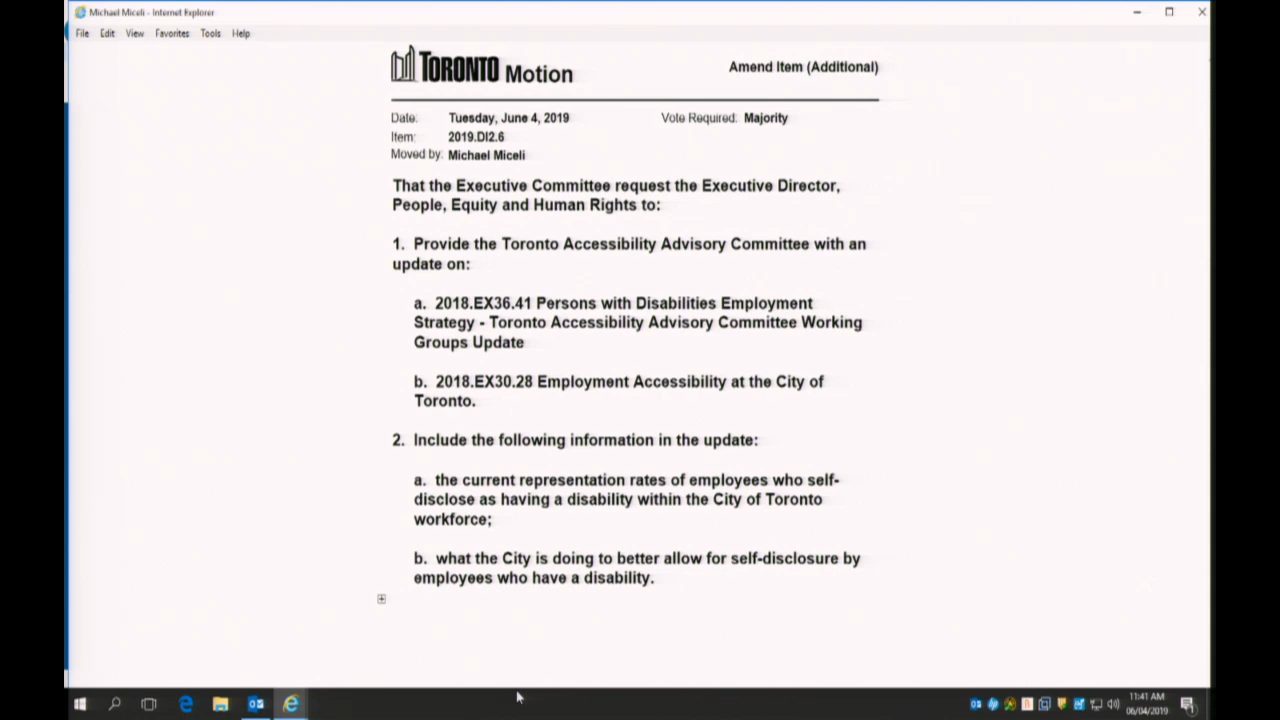 Michael Miceli - Internet Explorer
File Edit View Favorites Tools Help
TORONTO Motion
Amend Item (Additional)
Date: Tuesday, June 4, 2019 Vote Required: Majority
Item: 2019.DI2.6
Moved by: Michael Miceli
That the Executive Committee request the Executive Director,
People, Equity and Human Rights to:
1. Provide the Toronto Accessibility Advisory Committee with an
update on:
a. 2018.EX36.41 Persons with Disabilities Employment
Strategy - Toronto Accessibility Advisory Committee Working
Groups Update
b. 2018.EX30.28 Employment Accessibility at the City of
Toronto.
2. Include the following information in the update:
a. the current representation rates of employees who self-
disclose as having a disability within the City of Toronto
workforce;
b. what the City is doing to better allow for self-disclosure by
employees who have a disability.
11:41 AM
06/04/2019